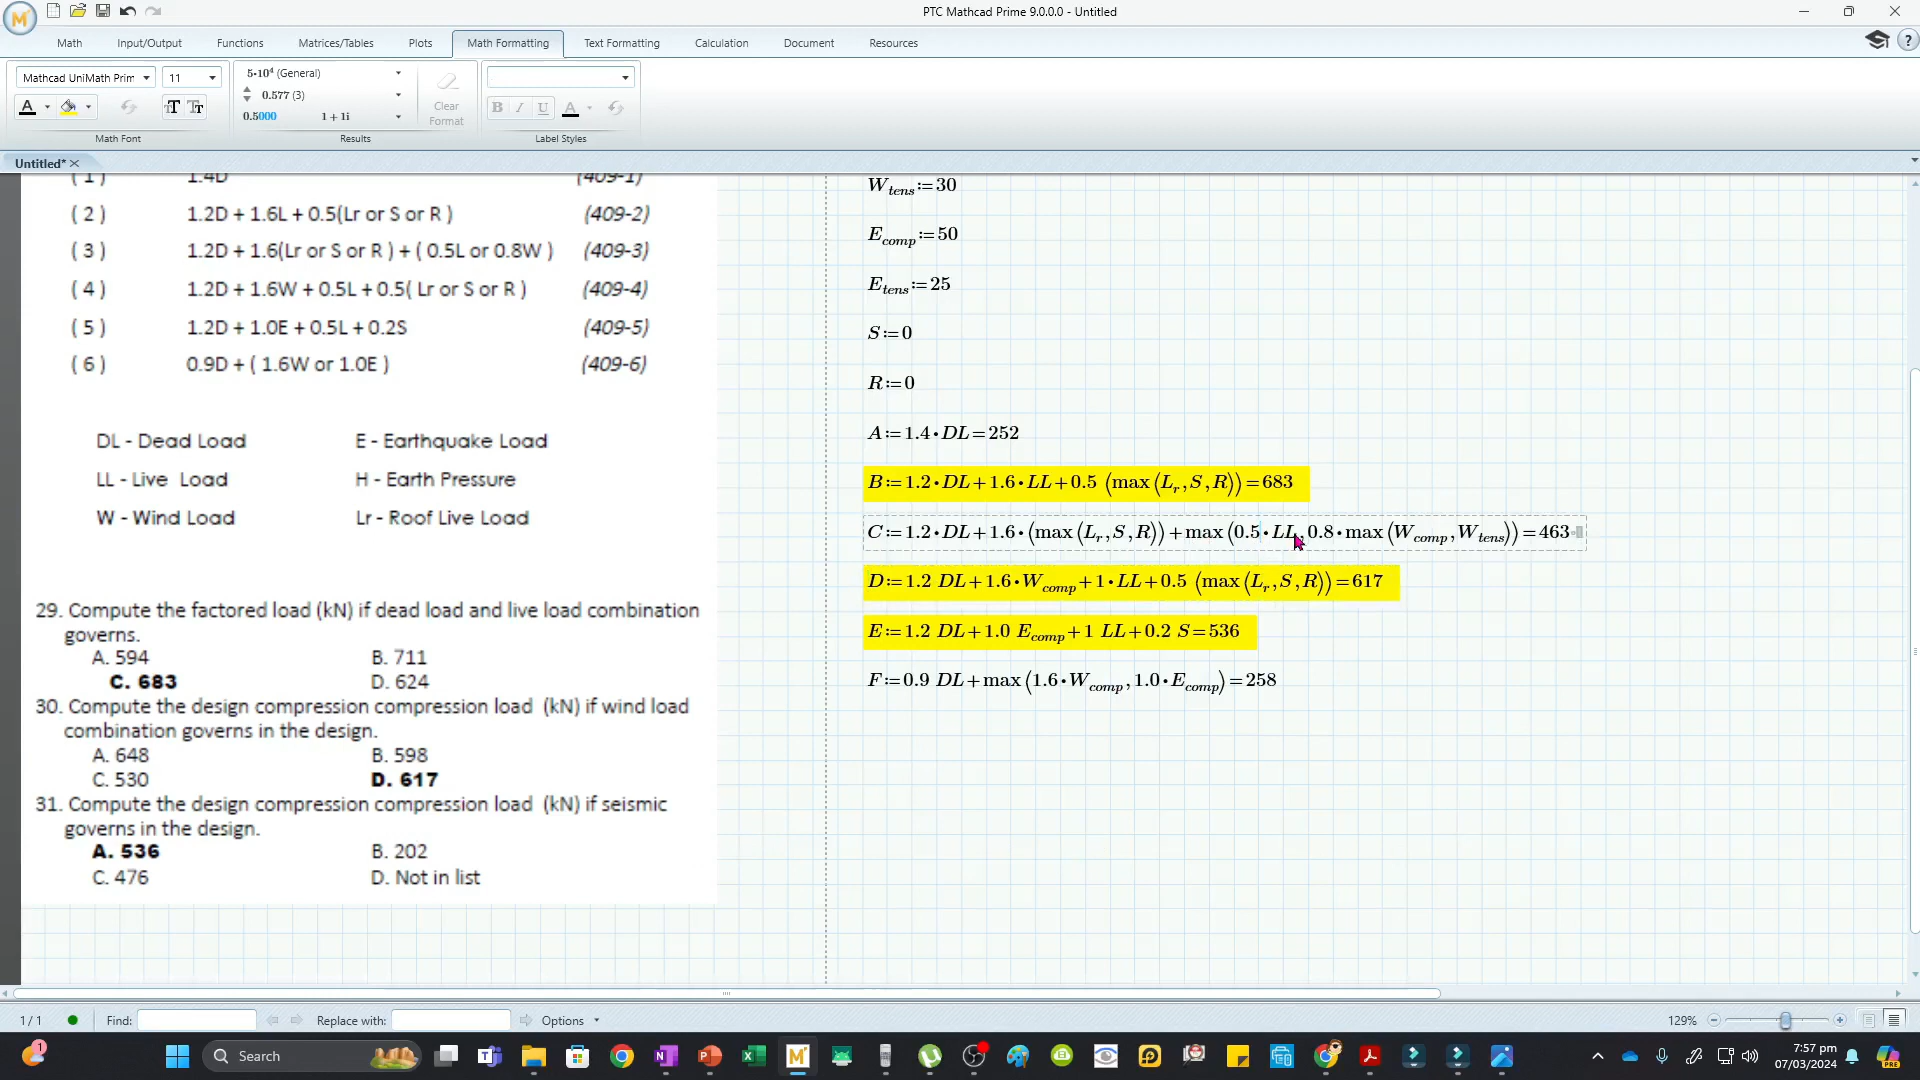 PTC Mathcad Prime 9.0.0.0 - Untitled
Math Input/Output Functions Matrices/Tables Plots Math Formatting Text Formatting Calculation Document Resources
Mathcad UniMath Prim 11
5•10⁴ (General)
0.577 (3)
0.5000 1 + 1i
Clear Format
A
B I U A
Math Font Results Label Styles
Untitled*
( 1 ) 1.4D (409-1)
( 2 ) 1.2D + 1.6L + 0.5(Lr or S or R ) (409-2)
( 3 ) 1.2D + 1.6(Lr or S or R ) + ( 0.5L or 0.8W ) (409-3)
( 4 ) 1.2D + 1.6W + 0.5L + 0.5( Lr or S or R ) (409-4)
( 5 ) 1.2D + 1.0E + 0.5L + 0.2S (409-5)
( 6 ) 0.9D + ( 1.6W or 1.0E ) (409-6)
DL - Dead Load E - Earthquake Load
LL - Live Load H - Earth Pressure
W - Wind Load Lr - Roof Live Load
29. Compute the factored load (kN) if dead load and live load combination
governs.
A. 594 B. 711
C. 683 D. 624
30. Compute the design compression compression load (kN) if wind load
combination governs in the design.
A. 648 B. 598
C. 530 D. 617
31. Compute the design compression compression load (kN) if seismic
governs in the design.
A. 536 B. 202
C. 476 D. Not in list
W_tens:=30
E_comp:=50
E_tens:=25
S:=0
R:=0
A:=1.4•DL=252
B:=1.2•DL+1.6•LL+0.5 (max(L_r,S,R))=683
C:=1.2•DL+1.6•(max(L_r,S,R))+max(0.5•LL,0.8•max(W_comp,W_tens))=463
D:=1.2 DL+1.6•W_comp+1•LL+0.5 (max(L_r,S,R))=617
E:=1.2 DL+1.0 E_comp+1 LL+0.2 S=536
F:=0.9 DL+max(1.6•W_comp,1.0•E_comp)=258
1 / 1 Find: Replace with: Options 129%
Search
7:57 pm
07/03/2024